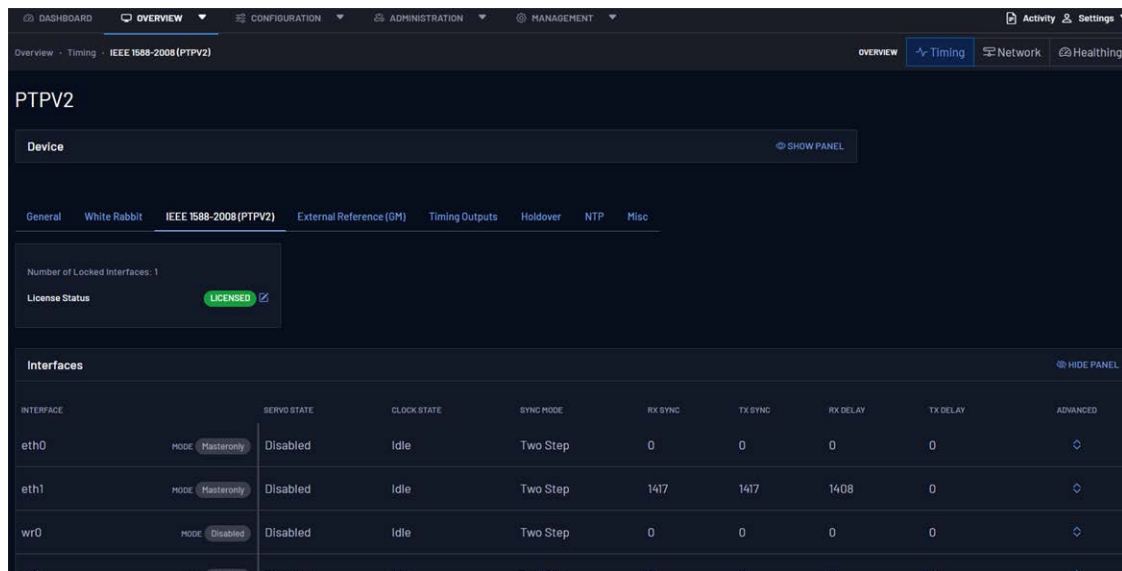 DASHBOARD OVERVIEW CONFIGURATION ADMINISTRATION MANAGEMENT Activity Settings
Overview - Timing - IEEE 1588-2008 (PTPV2) OVERVIEW Timing Network Healthing
PTPV2
Device SHOW PANEL
General White Rabbit IEEE 1588-2008 (PTPV2) External Reference (GM) Timing Outputs Holdover NTP Misc
Number of Locked Interfaces: 1
License Status LICENSED
Interfaces HIDE PANEL
INTERFACE SERVO STATE CLOCK STATE SYNC MODE RX SYNC TX SYNC RX DELAY TX DELAY ADVANCED
eth0 MODE Masteronly Disabled Idle Two Step 0 0 0 0
eth1 MODE Masteronly Disabled Idle Two Step 1417 1417 1408 0
wr0 MODE Disabled Disabled Idle Two Step 0 0 0 0